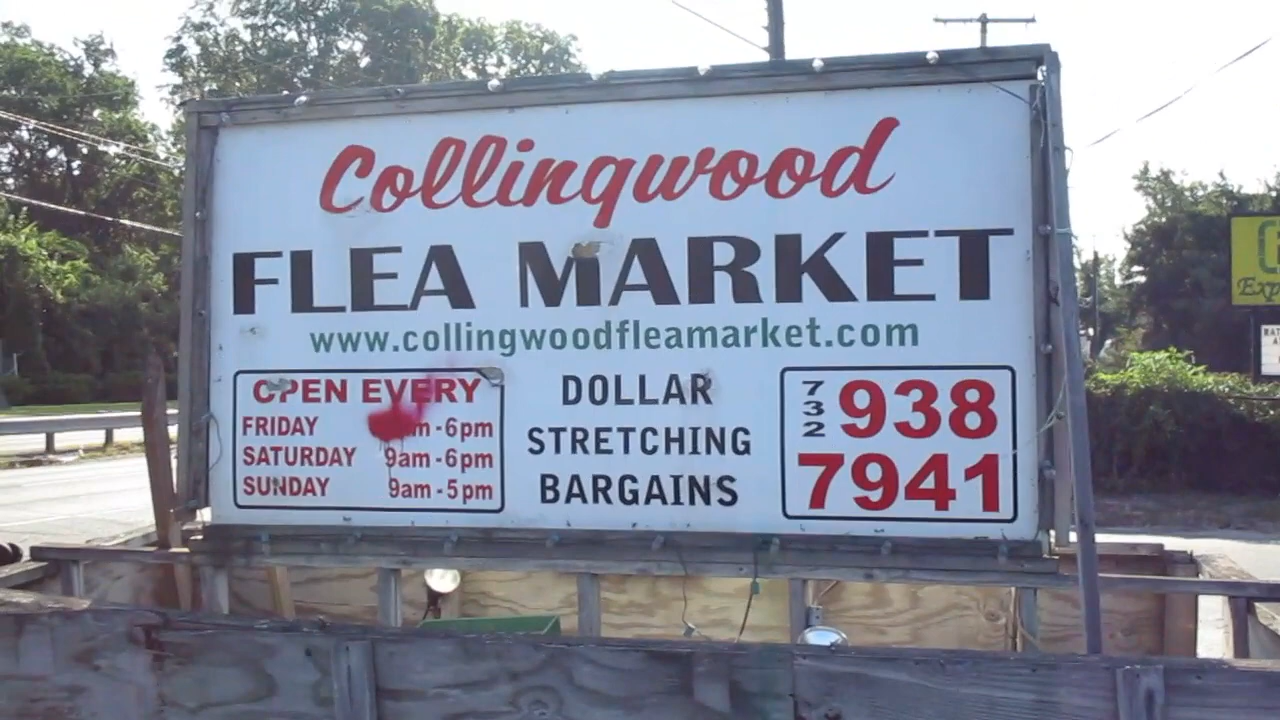 Collingwood
FLEA MARKET
www.collingwoodfleamarket.com
OPEN EVERY
FRIDAY m - 6pm
SATURDAY 9am - 6pm
SUNDAY 9am - 5pm
DOLLAR
STRETCHING
BARGAINS
732
938
7941